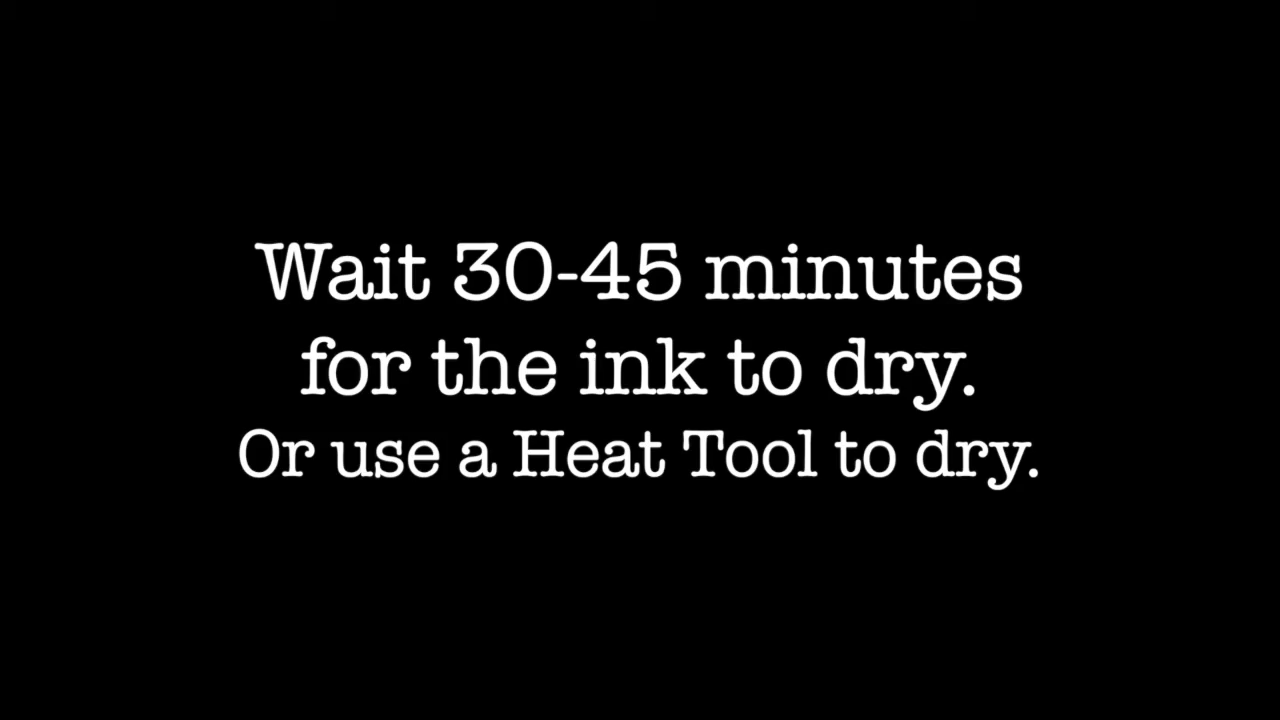 Wait 30-45 minutes
for the ink to dry.
Or use a Heat Tool to dry.